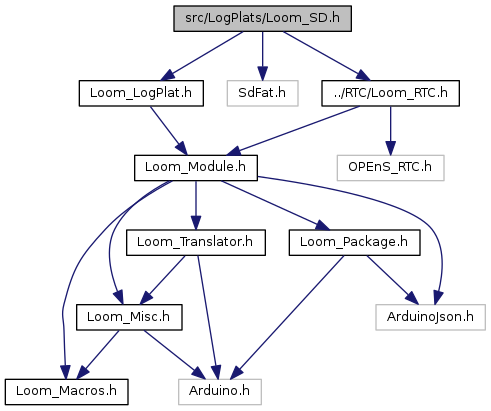 src/LogPlats/Loom_SD.h
Loom_LogPlat.h
SdFat.h
../RTC/Loom_RTC.h
Loom_Module.h
OPEnS_RTC.h
Loom_Translator.h
Loom_Package.h
Loom_Misc.h
ArduinoJson.h
Loom_Macros.h
Arduino.h